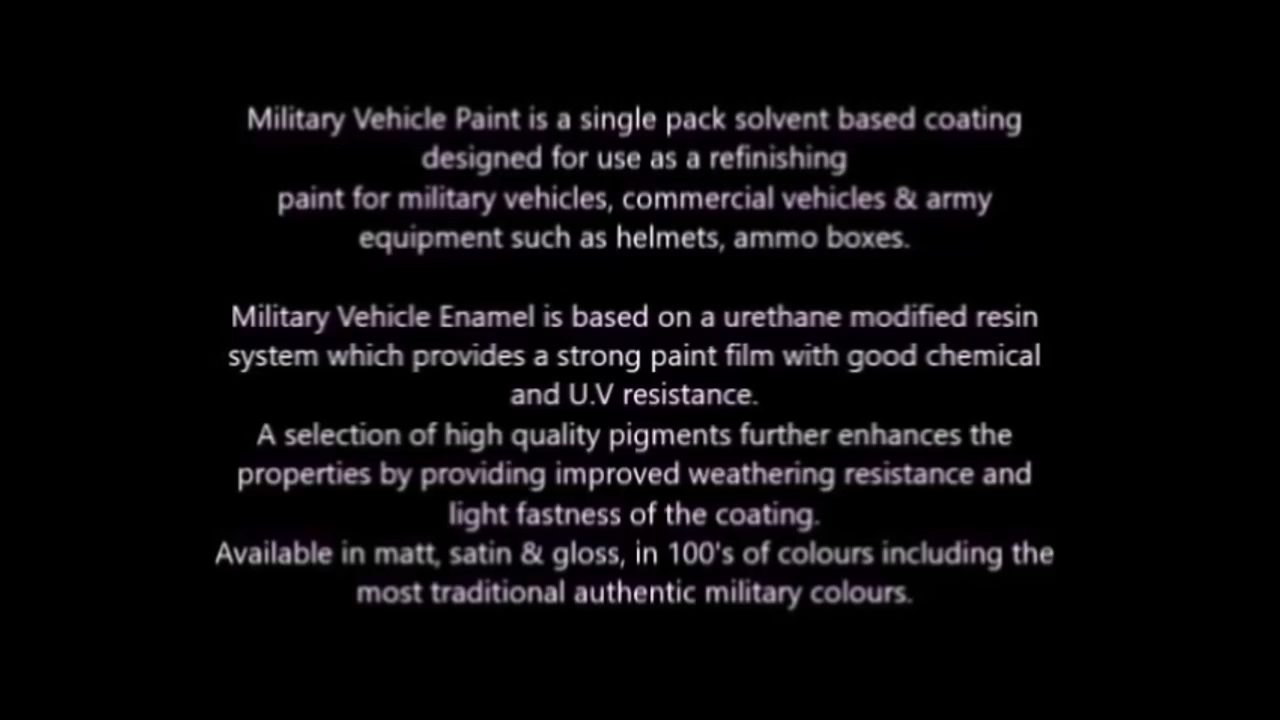 Military Vehicle Paint is a single pack solvent based coating
designed for use as a refinishing
paint for military vehicles, commercial vehicles & army
equipment such as helmets, ammo boxes.
Military Vehicle Enamel is based on a urethane modified resin
system which provides a strong paint film with good chemical
and U.V resistance.
A selection of high quality pigments further enhances the
properties by providing improved weathering resistance and
light fastness of the coating.
Available in matt, satin & gloss, in 100's of colours including the
most traditional authentic military colours.